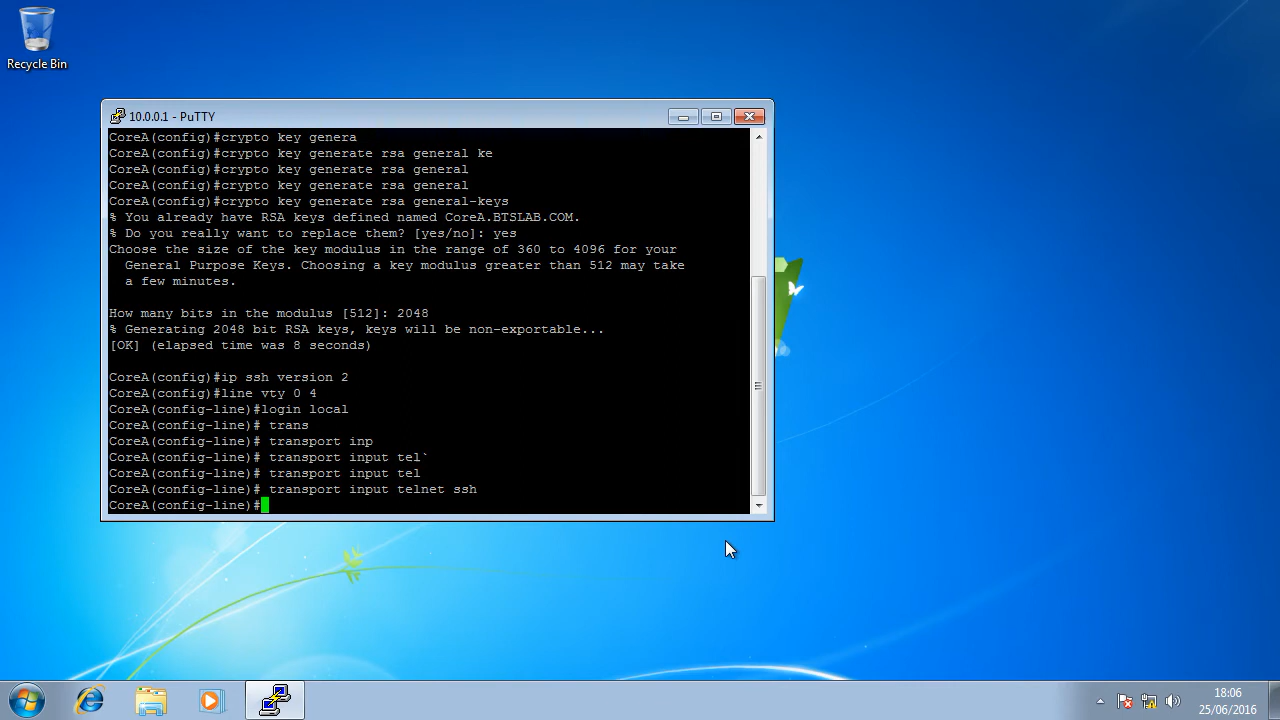 Recycle Bin
10.0.0.1 - PuTTY
CoreA(config)#crypto key genera
CoreA(config)#crypto key generate rsa general ke
CoreA(config)#crypto key generate rsa general
CoreA(config)#crypto key generate rsa general
CoreA(config)#crypto key generate rsa general-keys
% You already have RSA keys defined named CoreA.BTSLAB.COM.
% Do you really want to replace them? [yes/no]: yes
Choose the size of the key modulus in the range of 360 to 4096 for your
  General Purpose Keys. Choosing a key modulus greater than 512 may take
  a few minutes.

How many bits in the modulus [512]: 2048
% Generating 2048 bit RSA keys, keys will be non-exportable...
[OK] (elapsed time was 8 seconds)

CoreA(config)#ip ssh version 2
CoreA(config)#line vty 0 4
CoreA(config-line)#login local
CoreA(config-line)# trans
CoreA(config-line)# transport inp
CoreA(config-line)# transport input tel`
CoreA(config-line)# transport input tel
CoreA(config-line)# transport input telnet ssh
CoreA(config-line)#
18:06
25/06/2016